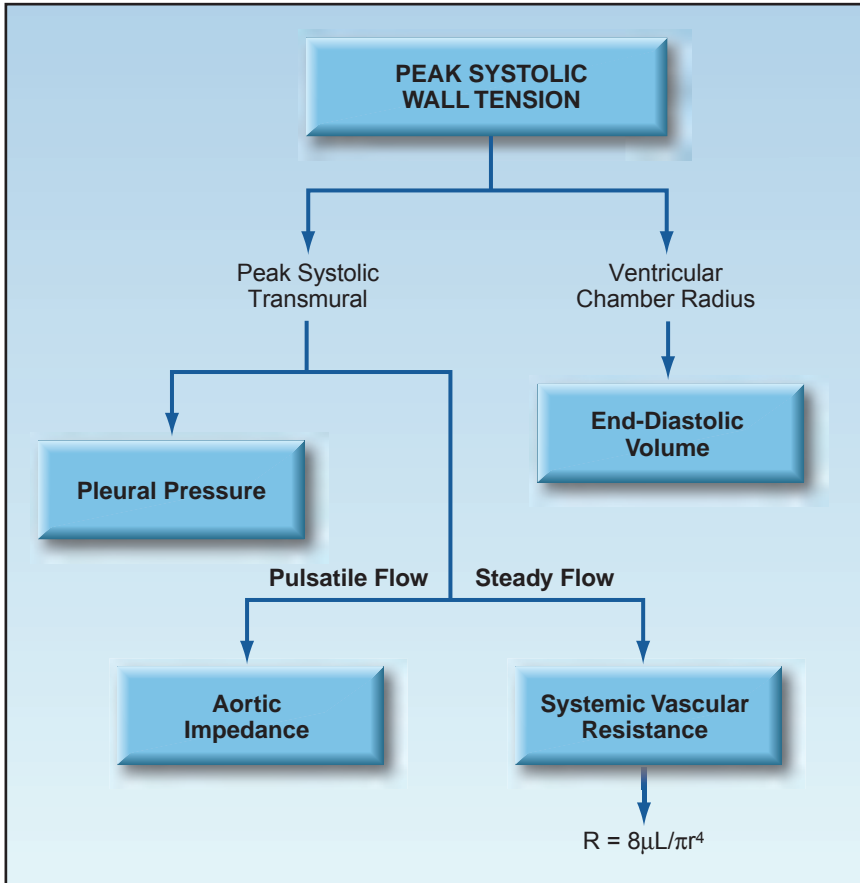 PEAK SYSTOLIC
WALL TENSION
Peak Systolic
Transmural
Ventricular
Chamber Radius
End-Diastolic
Volume
Pleural Pressure
Pulsatile Flow
Steady Flow
Aortic
Impedance
Systemic Vascular
Resistance
R = 8μL/πr⁴